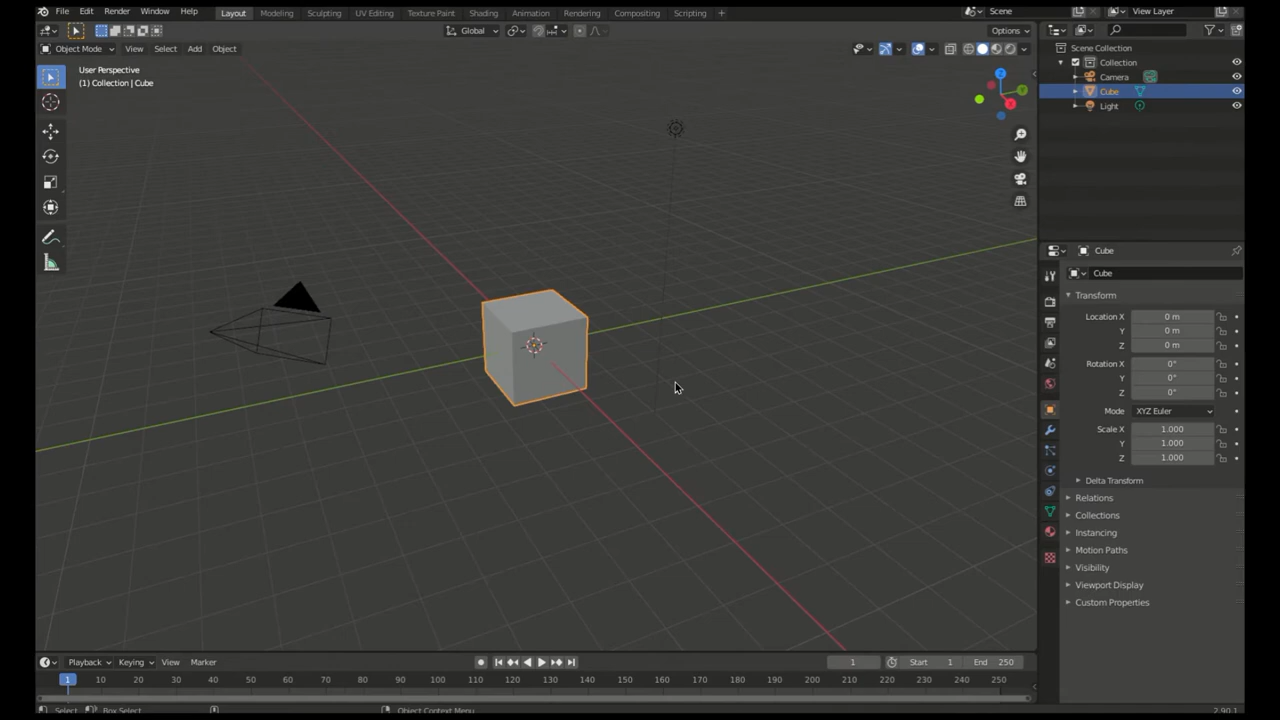 File Edit Render Window Help Layout Modeling Sculpting UV Editing Texture Paint Shading Animation Rendering Compositing Scripting + Scene View Layer
Global Options
Object Mode View Select Add Object
Scene Collection
Collection
Camera
Cube
Light
User Perspective
(1) Collection | Cube
Z
Y
X
Cube
Cube
Transform
Location X 0 m
Y 0 m
Z 0 m
Rotation X 0°
Y 0°
Z 0°
Mode XYZ Euler
Scale X 1.000
Y 1.000
Z 1.000
Delta Transform
Relations
Collections
Instancing
Motion Paths
Visibility
Viewport Display
Custom Properties
Playback Keying View Marker 1 Start 1 End 250
1 10 20 30 40 50 60 70 80 90 100 110 120 130 140 150 160 170 180 190 200 210 220 230 240 250
Select Box Select Object Context Menu 2.90.1